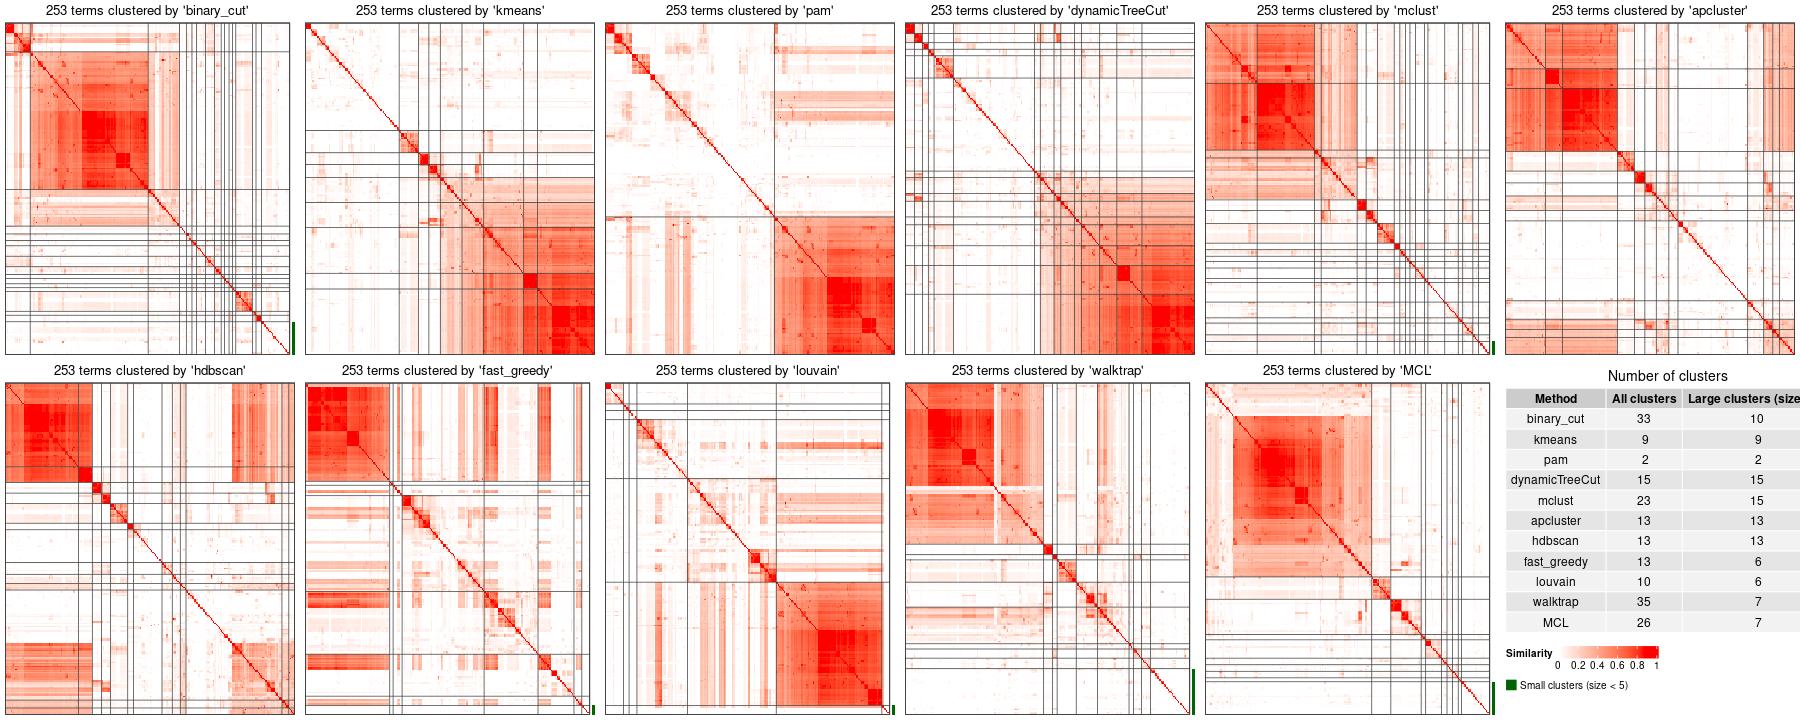 253 terms clustered by 'binary_cut'
253 terms clustered by 'kmeans'
253 terms clustered by 'pam'
253 terms clustered by 'dynamicTreeCut'
253 terms clustered by 'mclust'
253 terms clustered by 'apcluster'
253 terms clustered by 'hdbscan'
253 terms clustered by 'fast_greedy'
253 terms clustered by 'louvain'
253 terms clustered by 'walktrap'
253 terms clustered by 'MCL'
Number of clusters
Method All clusters Large clusters (size
binary_cut 33 10
kmeans 9 9
pam 2 2
dynamicTreeCut 15 15
mclust 23 15
apcluster 13 13
hdbscan 13 13
fast_greedy 13 6
louvain 10 6
walktrap 35 7
MCL 26 7
Similarity
0 0.2 0.4 0.6 0.8 1
Small clusters (size < 5)